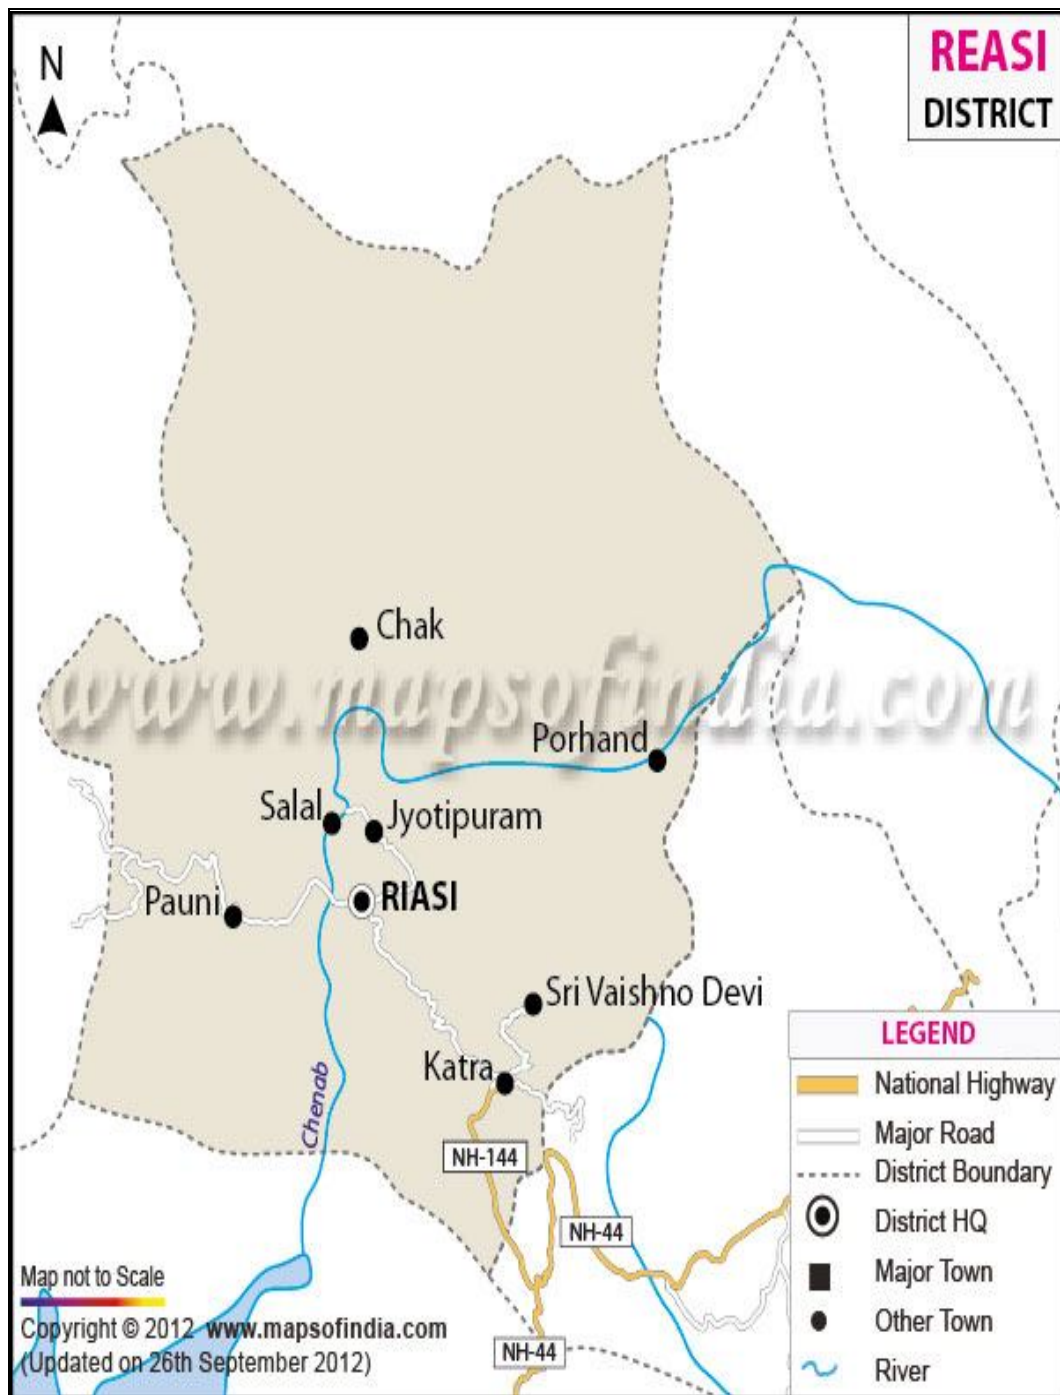 REASI
DISTRICT
N
Chak
www.mapsofindia.com
Porhand
Salal
Jyotipuram
Pauni
RIASI
Sri Vaishno Devi
Katra
Chenab
NH-144
NH-44
NH-44
LEGEND
National Highway
Major Road
District Boundary
District HQ
Major Town
Other Town
River
Map not to Scale
Copyright © 2012 www.mapsofindia.com
(Updated on 26th September 2012)